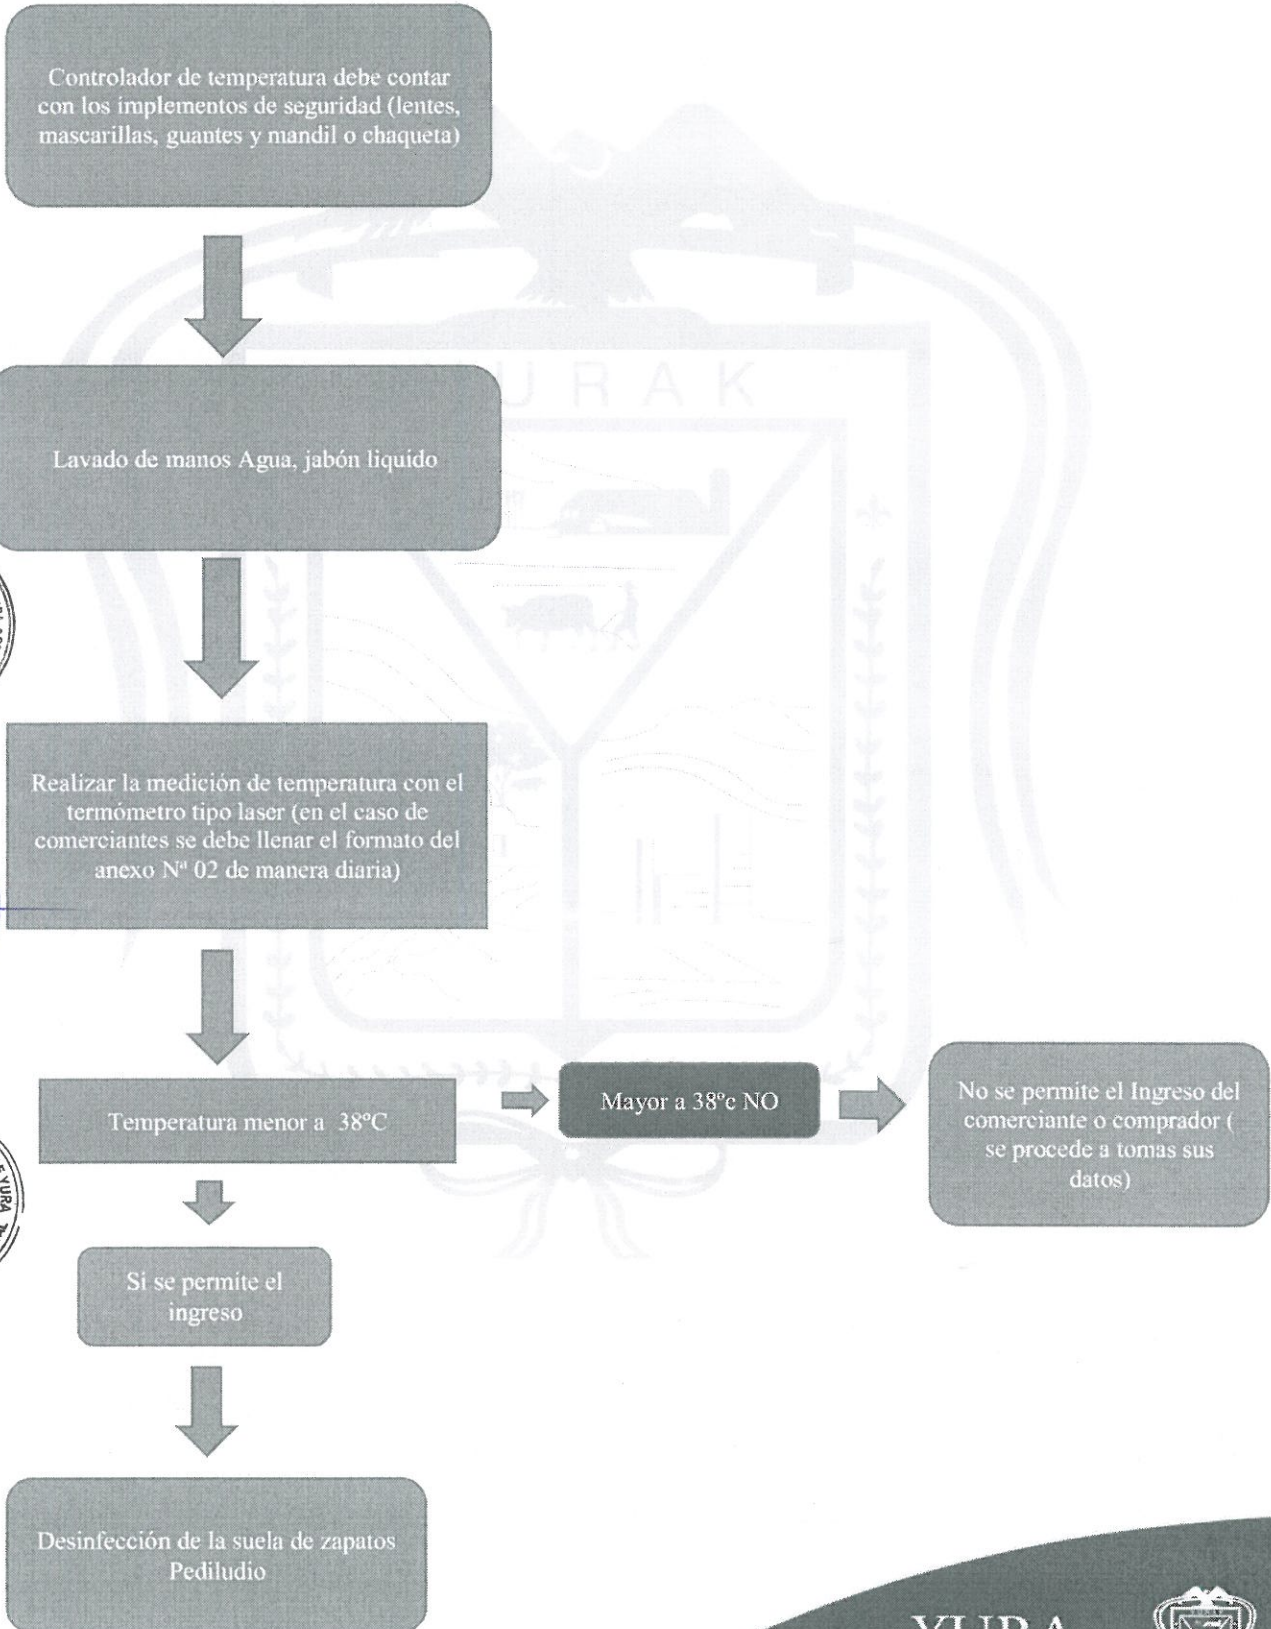 Controlador de temperatura debe contar
con los implementos de seguridad (lentes,
mascarillas, guantes y mandil o chaqueta)
YURAK
Lavado de manos Agua, jabón liquido
Realizar la medición de temperatura con el
termómetro tipo laser (en el caso de
comerciantes se debe llenar el formato del
anexo Nª 02 de manera diaria)
Temperatura menor a 38ºC
Mayor a 38ºc NO
No se permite el Ingreso del
comerciante o comprador (
se procede a tomas sus
datos)
Si se permite el
ingreso
Desinfección de la suela de zapatos
Pediludio
YURA